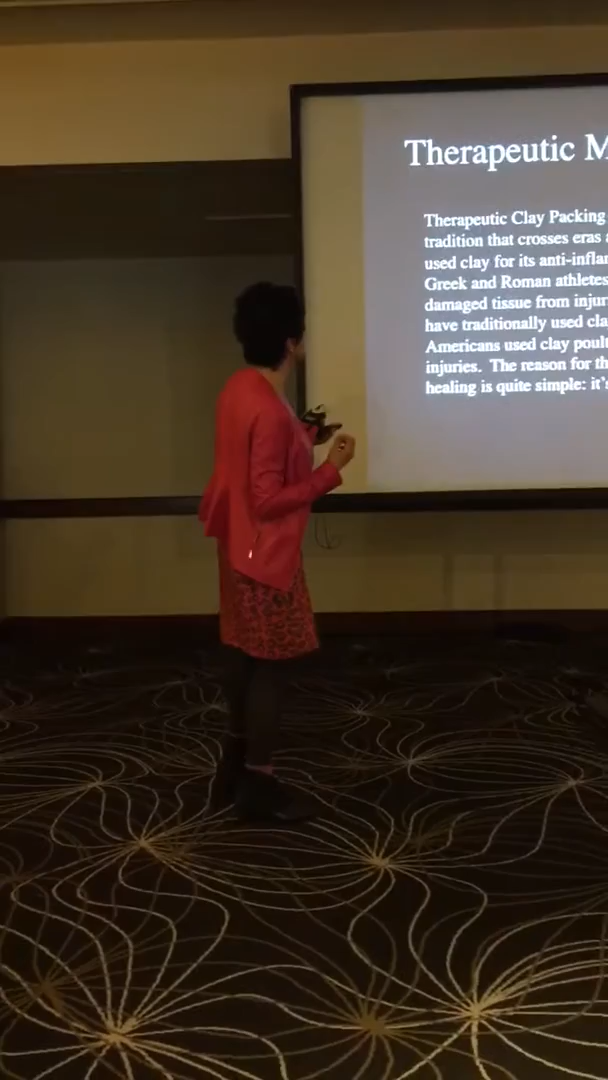 Therapeutic M
Therapeutic Clay Packing
tradition that crosses eras
used clay for its anti-inflam
Greek and Roman athletes
damaged tissue from injur
have traditionally used cla
Americans used clay poult
injuries. The reason for th
healing is quite simple: it's